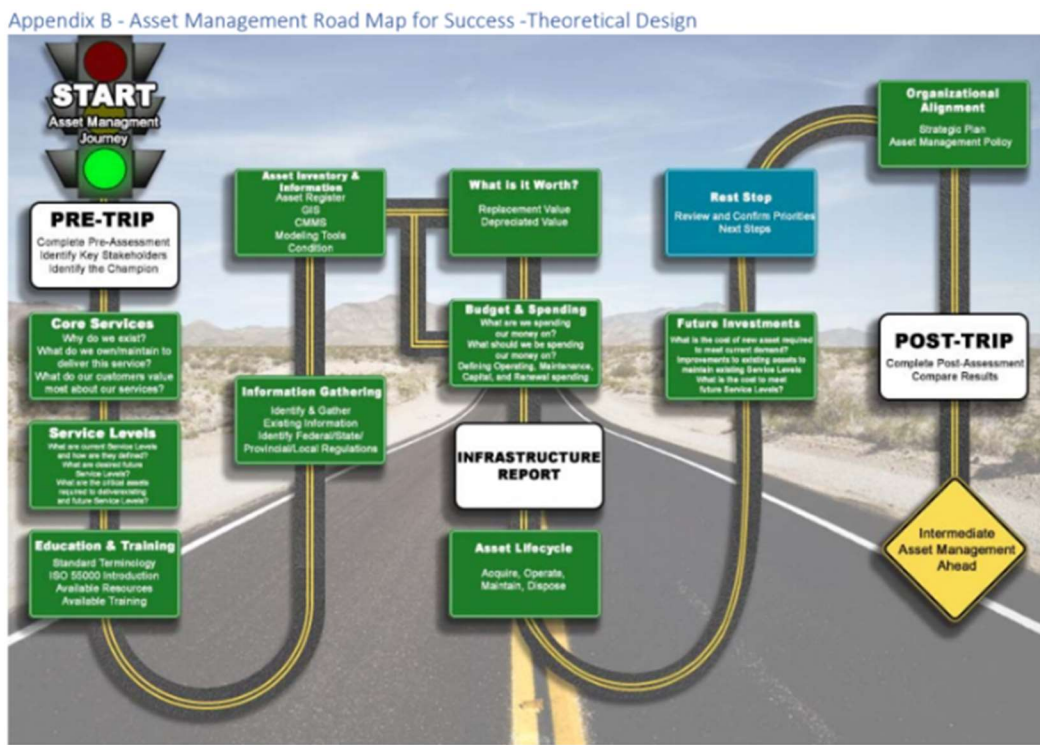 Appendix B - Asset Management Road Map for Success -Theoretical Design
START
Asset Managment
Journey
PRE-TRIP
Complete Pre-Assessment
Identify Key Stakeholders
Identify the Champion
Core Services
Why do we exist?
What do we own/maintain to
deliver this service?
What do our customers value
most about our services?
Service Levels
What are current Service Levels
and how are they defined?
What are desired future
Service Levels?
What are the critical assets
required to deliverexisting
and future Service Levels?
Education & Training
Standard Terminology
ISO 55000 Introduction
Available Resources
Available Training
Asset Inventory &
Information
Asset Register
GIS
CMMS
Modeling Tools
Condition
Information Gathering
Identify & Gather
Existing Information
Identify Federal/State/
Provincial/Local Regulations
What is it Worth?
Replacement Value
Depreciated Value
Budget & Spending
What are we spending
our money on?
What should we be spending
our money on?
Defining Operating, Maintenance,
Capital, and Renewal spending
INFRASTRUCTURE
REPORT
Asset Lifecycle
Acquire, Operate,
Maintain, Dispose
Rest Stop
Review and Confirm Priorities
Next Steps
Future Investments
What is the cost of new asset required
to meet current demand?
Improvements to existing assets to
maintain existing Service Levels
What is the cost to meet
future Service Levels?
Organizational
Alignment
Strategic Plan
Asset Management Policy
POST-TRIP
Complete Post-Assessment
Compare Results
Intermediate
Asset Management
Ahead